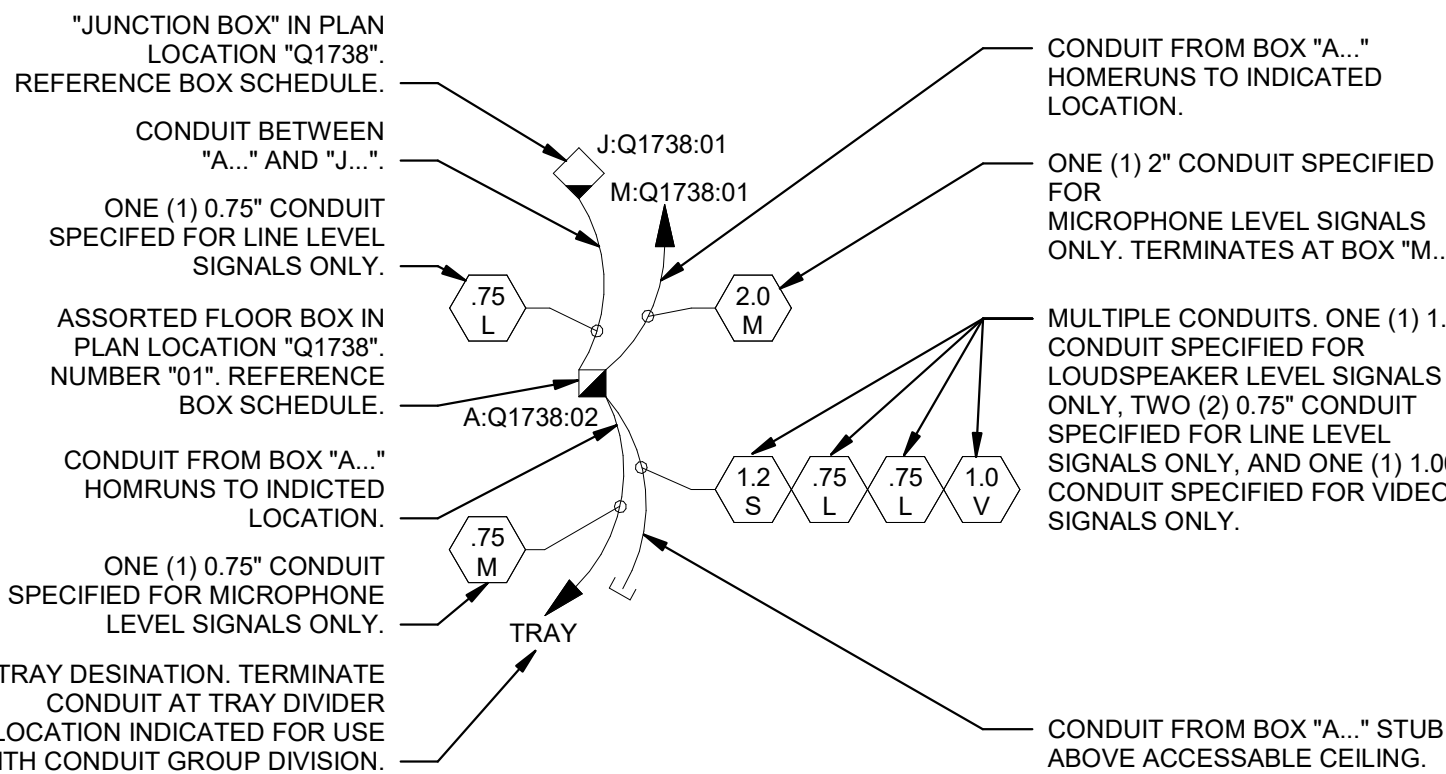 "JUNCTION BOX" IN PLAN
LOCATION "Q1738".
REFERENCE BOX SCHEDULE.
CONDUIT BETWEEN
"A..." AND "J...".
ONE (1) 0.75" CONDUIT
SPECIFED FOR LINE LEVEL
SIGNALS ONLY.
ASSORTED FLOOR BOX IN
PLAN LOCATION "Q1738".
NUMBER "01". REFERENCE
BOX SCHEDULE.
CONDUIT FROM BOX "A..."
HOMRUNS TO INDICTED
LOCATION.
ONE (1) 0.75" CONDUIT
SPECIFIED FOR MICROPHONE
LEVEL SIGNALS ONLY.
TRAY DESINATION. TERMINATE
CONDUIT AT TRAY DIVIDER
LOCATION INDICATED FOR USE
WITH CONDUIT GROUP DIVISION.
J:Q1738:01
M:Q1738:01
.75
L
2.0
M
A:Q1738:02
1.2
S
.75
L
.75
L
1.0
V
.75
M
TRAY
CONDUIT FROM BOX "A..."
HOMERUNS TO INDICATED
LOCATION.
ONE (1) 2" CONDUIT SPECIFIED
FOR
MICROPHONE LEVEL SIGNALS
ONLY. TERMINATES AT BOX "M..
MULTIPLE CONDUITS. ONE (1) 1.
CONDUIT SPECIFIED FOR
LOUDSPEAKER LEVEL SIGNALS
ONLY, TWO (2) 0.75" CONDUIT
SPECIFIED FOR LINE LEVEL
SIGNALS ONLY, AND ONE (1) 1.00
CONDUIT SPECIFIED FOR VIDEO
SIGNALS ONLY.
CONDUIT FROM BOX "A..." STUB
ABOVE ACCESSABLE CEILING.